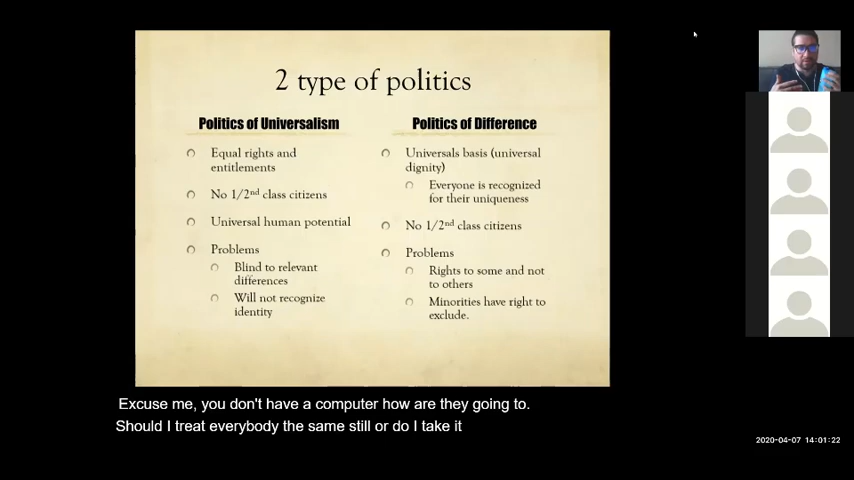 2 type of politics
Politics of Universalism
Equal rights and
entitlements
No 1/2nd class citizens
Universal human potential
Problems
Blind to relevant
differences
Will not recognize
identity
Politics of Difference
Universals basis (universal
dignity)
Everyone is recognized
for their uniqueness
No 1/2nd class citizens
Problems
Rights to some and not
to others
Minorities have right to
exclude.
Excuse me, you don't have a computer how are they going to.
Should I treat everybody the same still or do I take it
2020-04-07 14:01:22